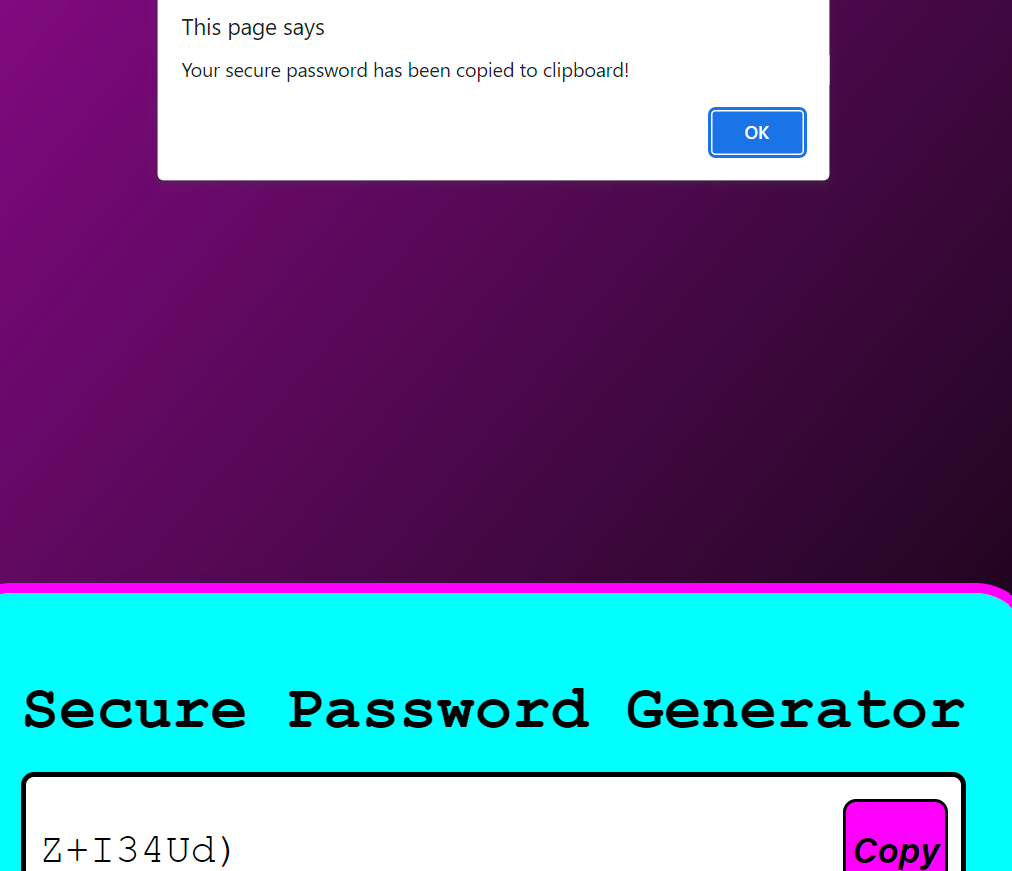 This page says
Your secure password has been copied to clipboard!
OK
Secure Password Generator
Z+I34Ud)
Copy